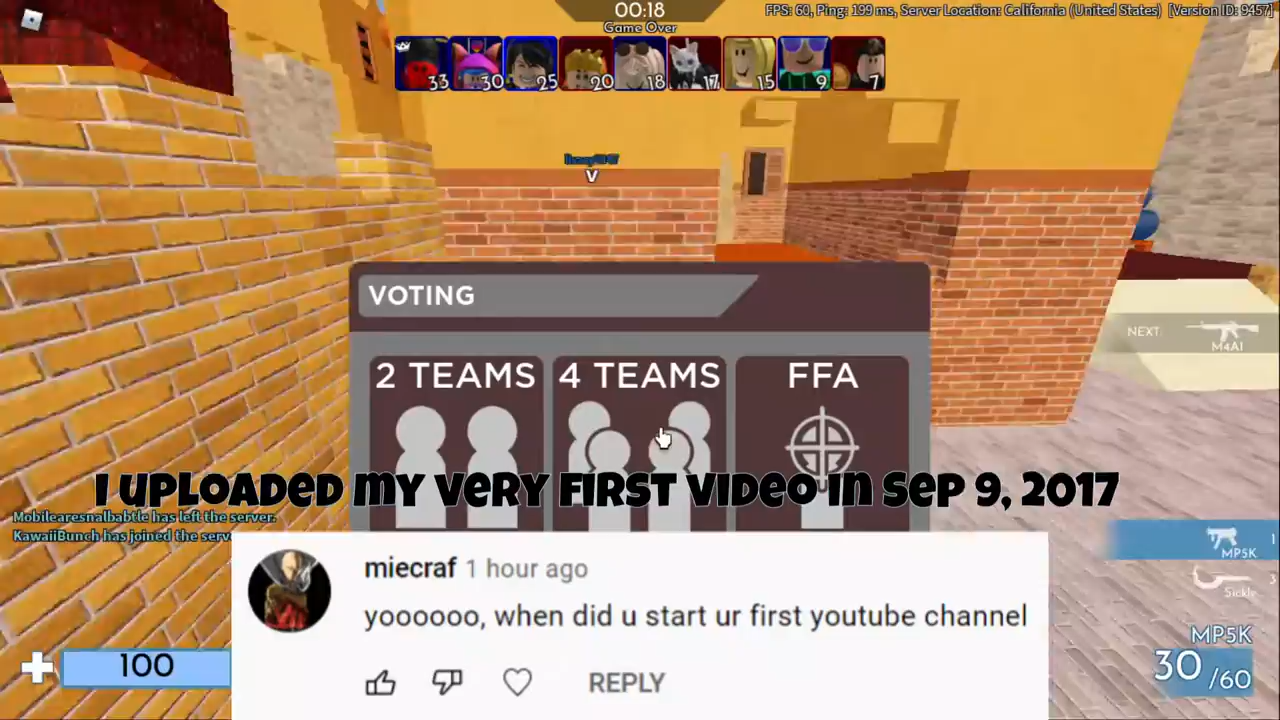 00:18
FPS: 60, Ping: 199 ms, Server Location: California (United States) [Version ID: 9457]
Game Over
33 30 25 20 18 17 15 9 7
V
VOTING
NEXT:
M4A1
2 TEAMS 4 TEAMS FFA
I UPLOADED MY VERY FIRST VIDEO IN SEP 9, 2017
Mobilearesnalbabtle has left the server.
KawaiiBunch has joined the serv
1
MP5K
miecraf 1 hour ago
3
Sickle
yoooooo, when did u start ur first youtube channel
MP5K
100
30 /60
REPLY